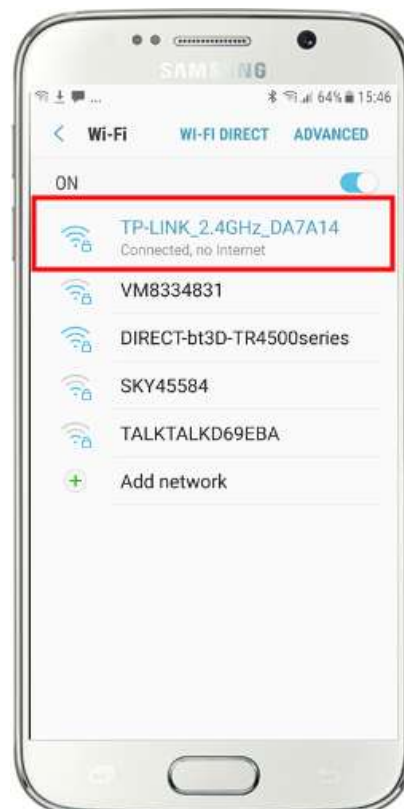 SAMSUNG
... 64% 15:46
< Wi-Fi WI-FI DIRECT ADVANCED
ON
TP-LINK_2.4GHz_DA7A14
Connected, no Internet
VM8334831
DIRECT-bt3D-TR4500series
SKY45584
TALKTALKD69EBA
Add network